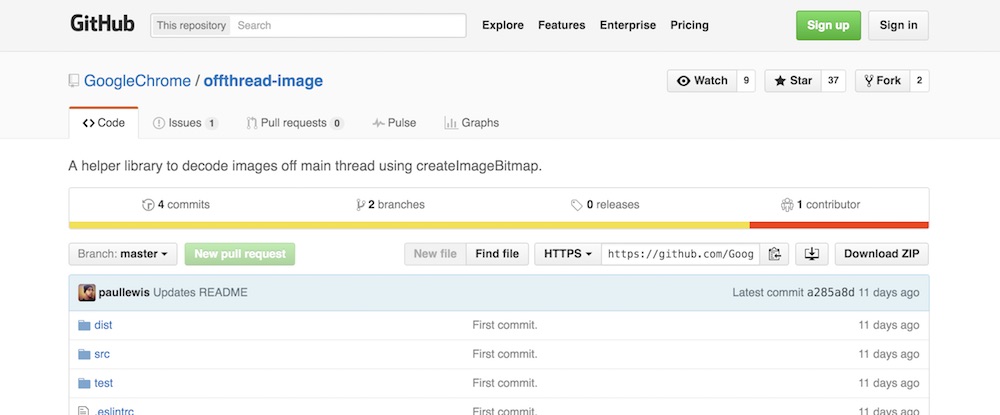 GitHub This repository Search Explore Features Enterprise Pricing Sign up Sign in
GoogleChrome / offthread-image Watch 9 Star 37 Fork 2
Code Issues 1 Pull requests 0 Pulse Graphs
A helper library to decode images off main thread using createImageBitmap.
4 commits 2 branches 0 releases 1 contributor
Branch: master New pull request New file Find file HTTPS https://github.com/Goog Download ZIP
paullewis Updates README Latest commit a285a8d 11 days ago
dist First commit. 11 days ago
src First commit. 11 days ago
test First commit. 11 days ago
.eslintrc First commit. 11 days ago